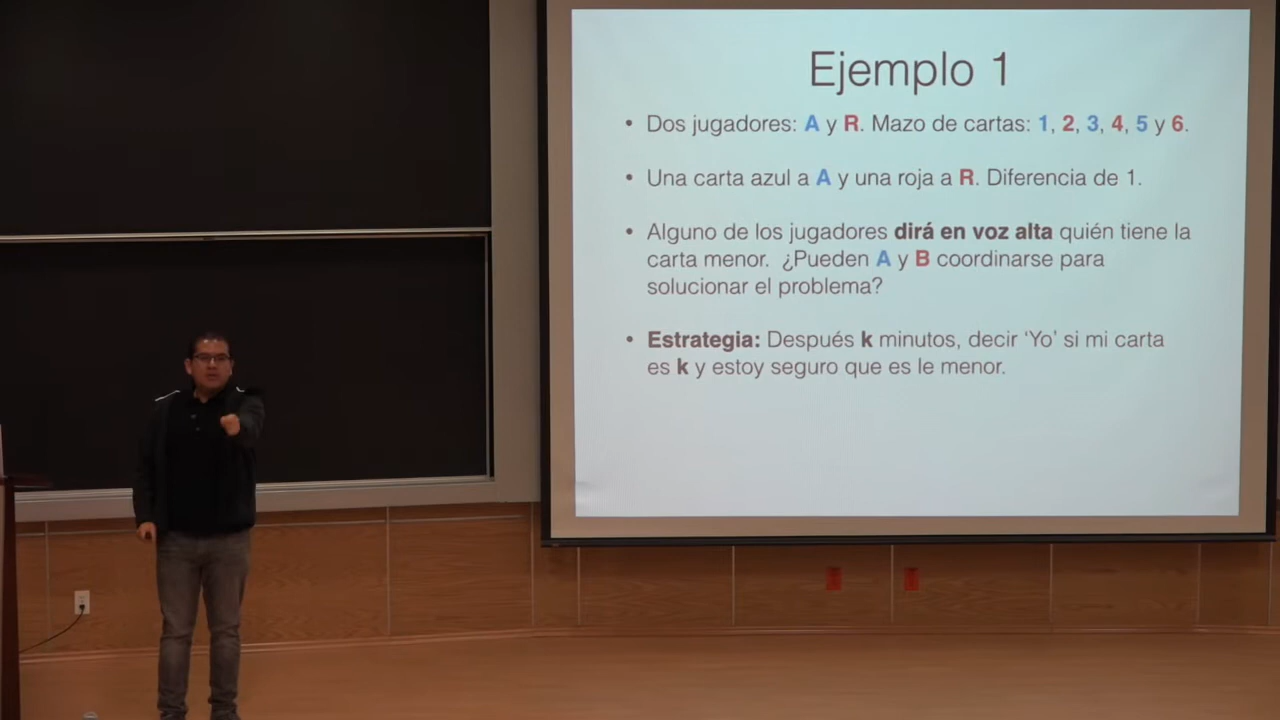 Ejemplo 1
• Dos jugadores: A y R. Mazo de cartas: 1, 2, 3, 4, 5 y 6.
• Una carta azul a A y una roja a R. Diferencia de 1.
• Alguno de los jugadores dirá en voz alta quién tiene la
carta menor. ¿Pueden A y B coordinarse para
solucionar el problema?
• Estrategia: Después k minutos, decir ‘Yo’ si mi carta
es k y estoy seguro que es le menor.